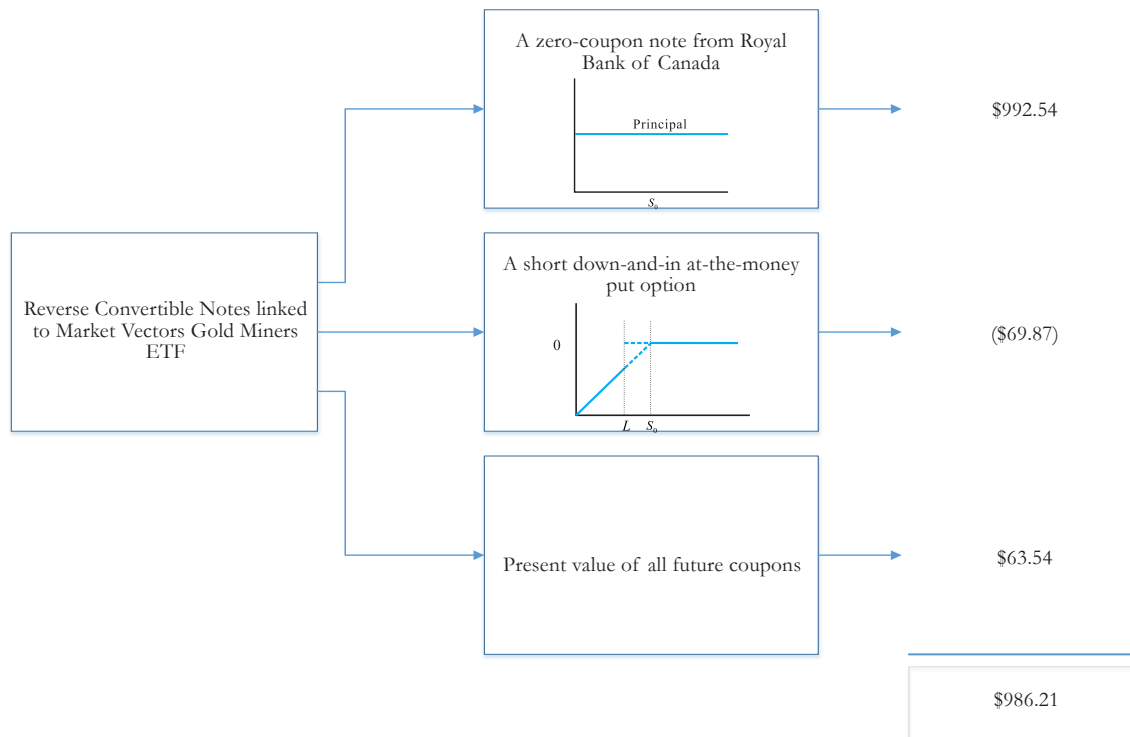 A zero-coupon note from Royal
Bank of Canada
Principal
S₀
$992.54
Reverse Convertible Notes linked
to Market Vectors Gold Miners
ETF
A short down-and-in at-the-money
put option
0
L S₀
($69.87)
Present value of all future coupons
$63.54
$986.21